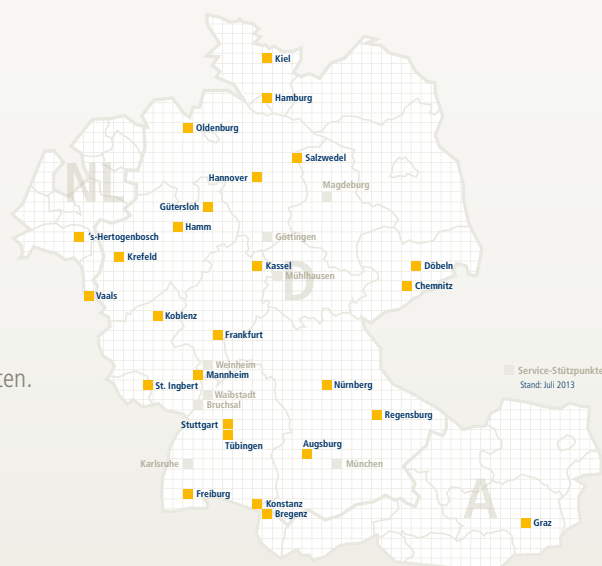 Kiel
Hamburg
Oldenburg
Salzwedel
Hannover
Magdeburg
NL
Gütersloh
Hamm
's-Hertogenbosch
Göttingen
Krefeld
Kassel
Döbeln
D
Mühlhausen
Chemnitz
Vaals
Koblenz
Frankfurt
Weinheim
Mannheim
ten.
Service-Stützpunkte
St. Ingbert
Nürnberg
Stand: Juli 2013
Waibstadt
Bruchsal
Regensburg
Stuttgart
Tübingen
Augsburg
Karlsruhe
München
Freiburg
A
Konstanz
Bregenz
Graz